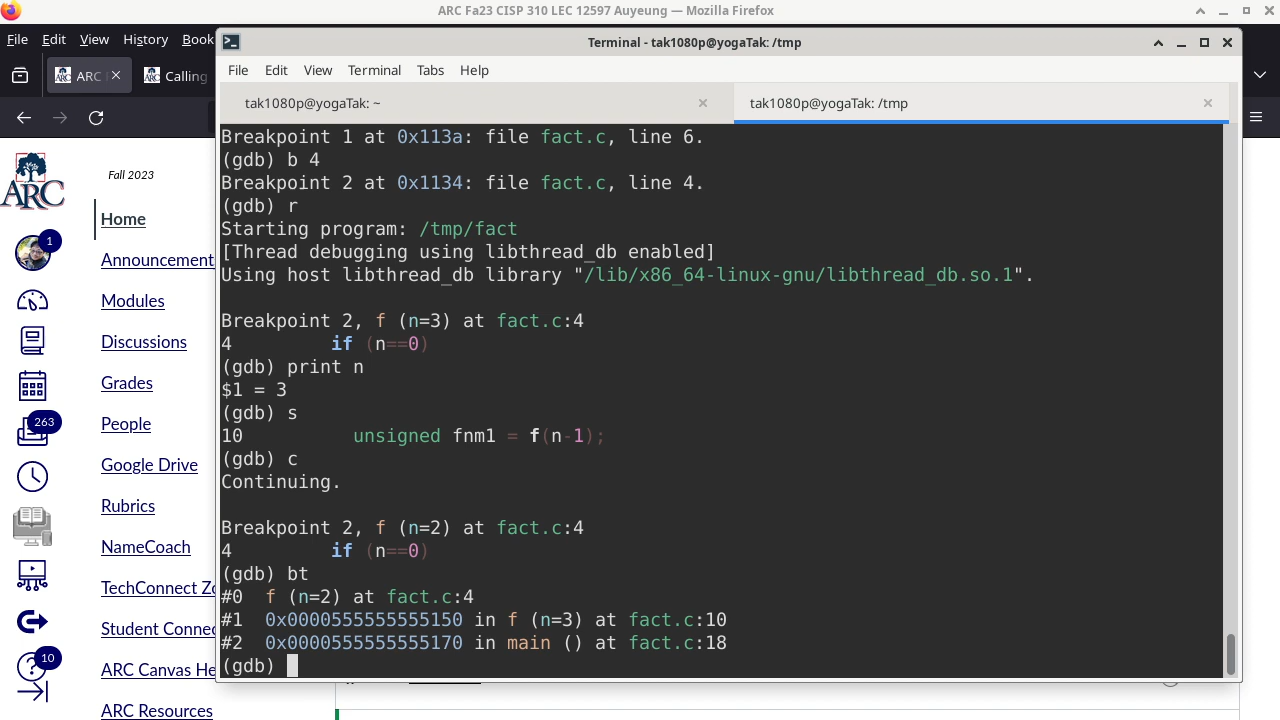 ARC Fa23 CISP 310 LEC 12597 Auyeung — Mozilla Firefox
File Edit View History Book
Terminal - tak1080p@yogaTak: /tmp
File Edit View Terminal Tabs Help
ARC
Calling
tak1080p@yogaTak: ~
tak1080p@yogaTak: /tmp
ARC
Fall 2023
Home
1
Announcement
Modules
Discussions
Grades
263
People
Google Drive
Rubrics
NameCoach
TechConnect Zo
Student Connec
10
ARC Canvas He
ARC Resources
Breakpoint 1 at 0x113a: file fact.c, line 6.
(gdb) b 4
Breakpoint 2 at 0x1134: file fact.c, line 4.
(gdb) r
Starting program: /tmp/fact
[Thread debugging using libthread_db enabled]
Using host libthread_db library "/lib/x86_64-linux-gnu/libthread_db.so.1".
Breakpoint 2, f (n=3) at fact.c:4
4         if (n==0)
(gdb) print n
$1 = 3
(gdb) s
10          unsigned fnm1 = f(n-1);
(gdb) c
Continuing.
Breakpoint 2, f (n=2) at fact.c:4
4         if (n==0)
(gdb) bt
#0  f (n=2) at fact.c:4
#1  0x0000555555555150 in f (n=3) at fact.c:10
#2  0x0000555555555170 in main () at fact.c:18
(gdb)